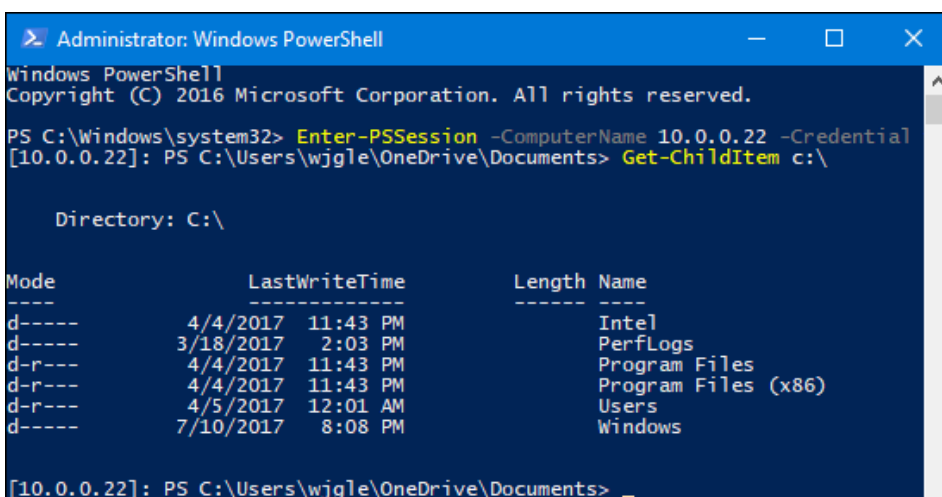 Administrator: Windows PowerShell
Windows PowerShell
Copyright (C) 2016 Microsoft Corporation. All rights reserved.
PS C:\Windows\system32> Enter-PSSession -ComputerName 10.0.0.22 -Credential
[10.0.0.22]: PS C:\Users\wjgle\OneDrive\Documents> Get-ChildItem c:\
Directory: C:\
Mode LastWriteTime Length Name
---- ------------- ------ ----
d----- 4/4/2017 11:43 PM Intel
d----- 3/18/2017 2:03 PM PerfLogs
d-r--- 4/4/2017 11:43 PM Program Files
d-r--- 4/4/2017 11:43 PM Program Files (x86)
d-r--- 4/5/2017 12:01 AM Users
d----- 7/10/2017 8:08 PM Windows
[10.0.0.22]: PS C:\Users\wjgle\OneDrive\Documents> _